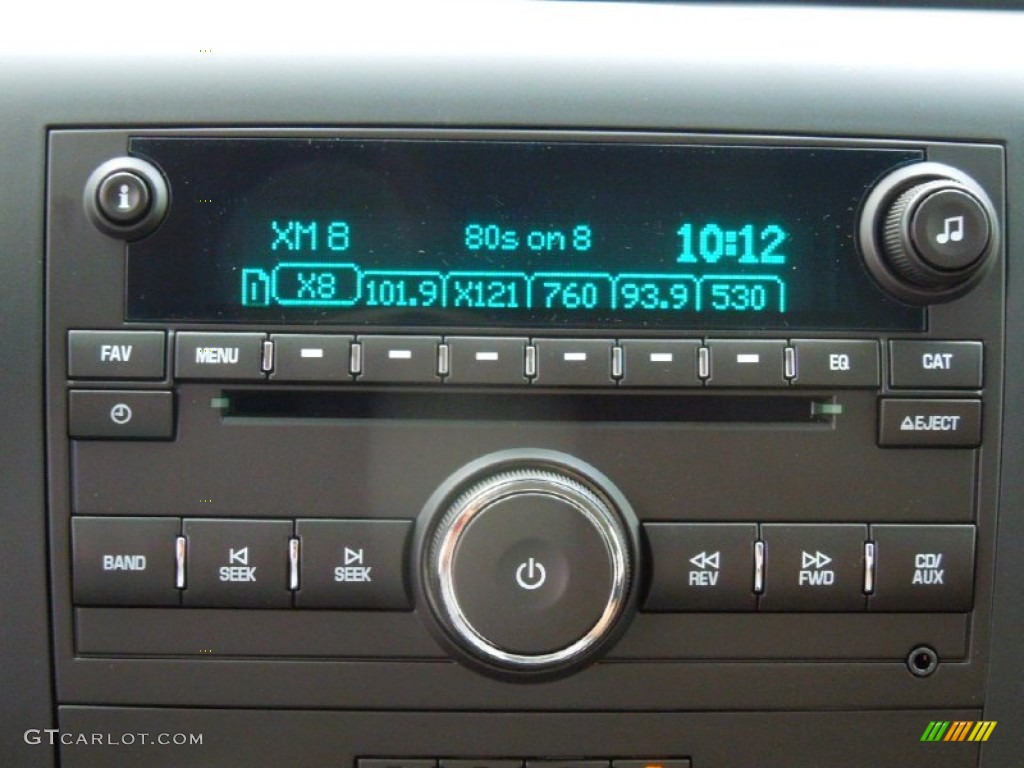 i
XM 8 80s on 8 10:12
1 X8 101.9 X121 760 93.9 530
FAV MENU EQ CAT
EJECT
BAND SEEK SEEK REV FWD CD/
AUX
GTCARLOT.COM